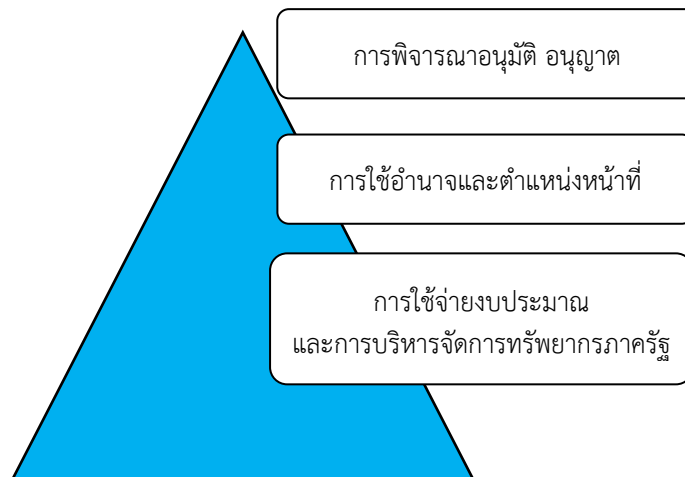 การพิจารณาอนุมัติ อนุญาต
การใช้อำนาจและตำแหน่งหน้าที่
การใช้จ่ายงบประมาณ
และการบริหารจัดการทรัพยากรภาครัฐ